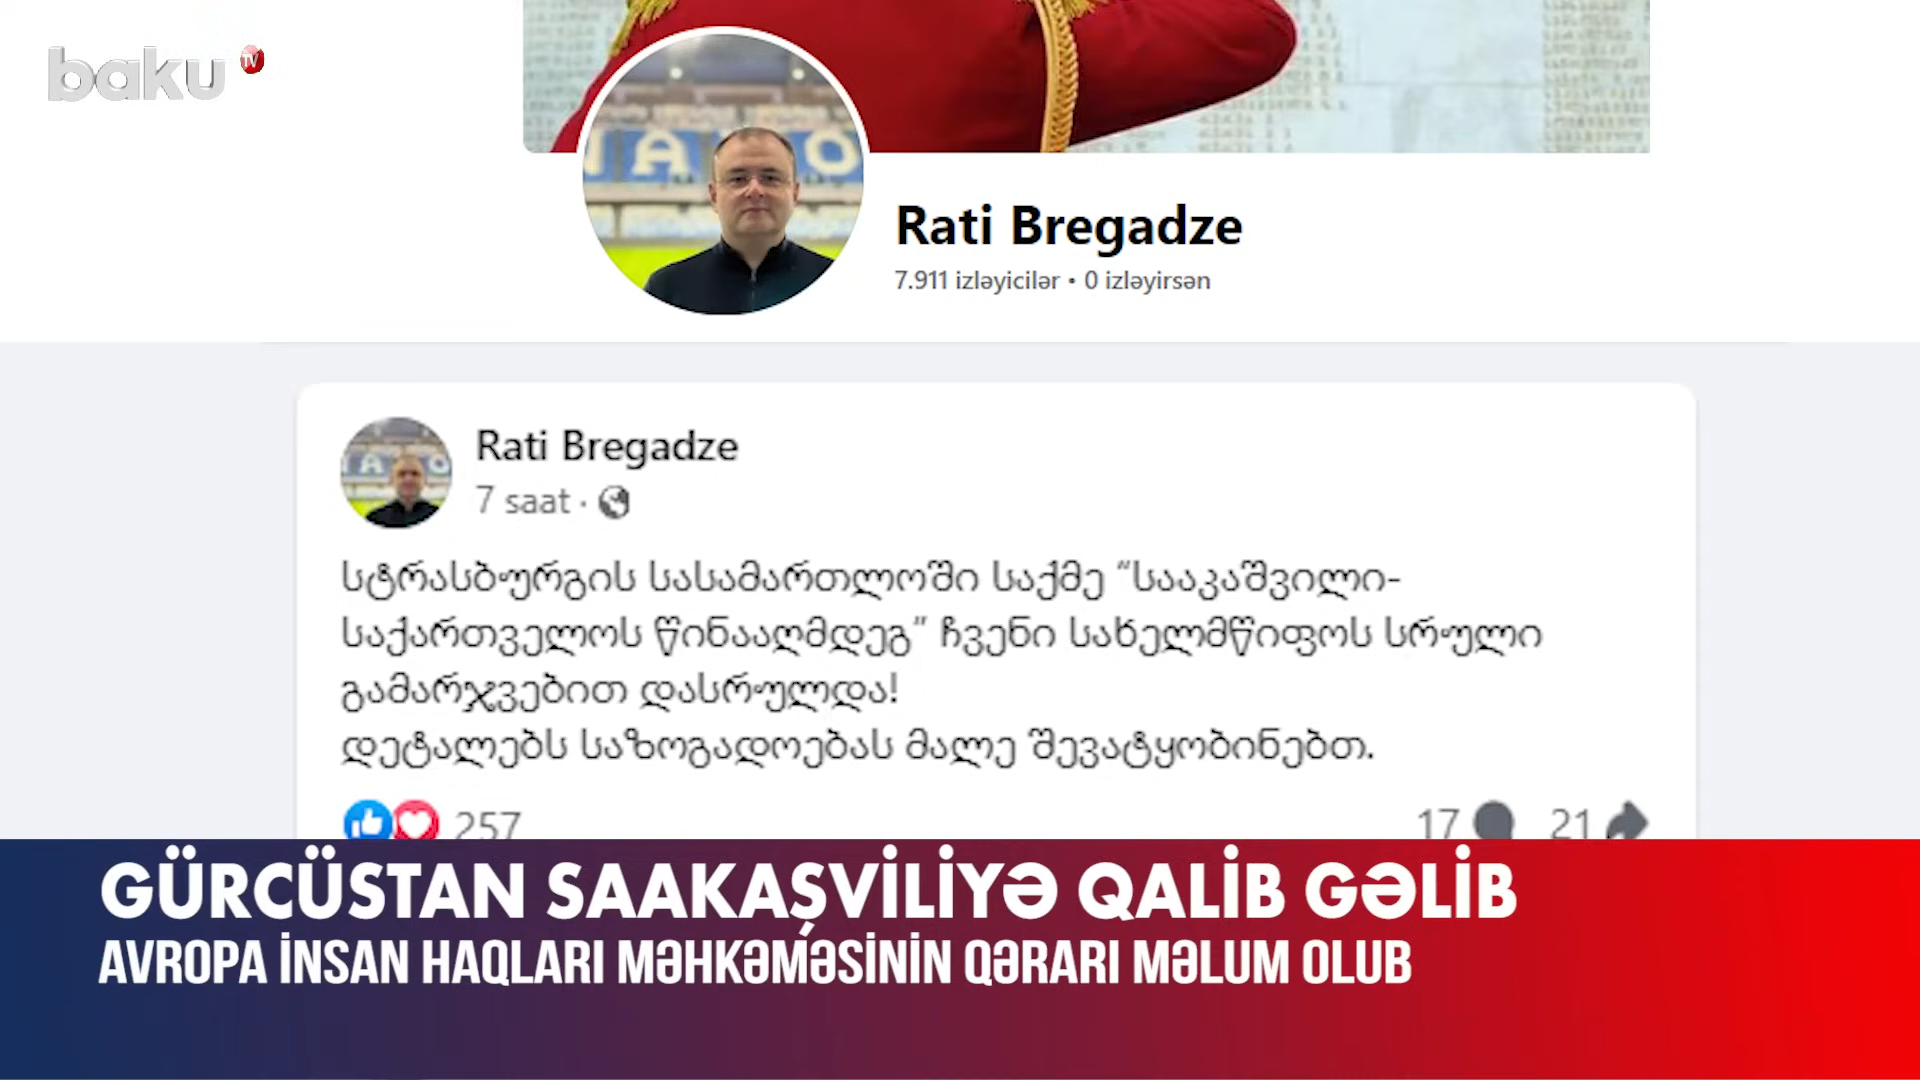 baku TV
NAVO
Rati Bregadze
7.911 izləyicilər • 0 izləyirsən
Rati Bregadze
7 saat ·
სტრასბურგის სასამართლოში საქმე “სააკაშვილი-
საქართველოს წინააღმდეგ” ჩვენი სახელმწიფოს სრული
გამარჯვებით დასრულდა!
დეტალებს საზოგადოებას მალე შევატყობინებთ.
257 17 21
GÜRCÜSTAN SAAKAŞVİLİYƏ QALİB GƏLİB
AVROPA İNSAN HAQLARI MƏHKƏMƏSİNİN QƏRARI MƏLUM OLUB